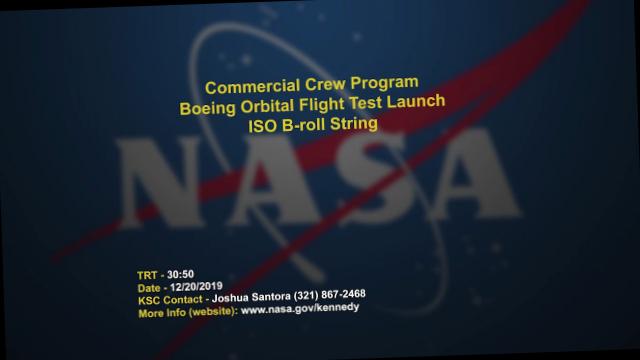 Commercial Crew Program
Boeing Orbital Flight Test Launch
ISO B-roll String
NASA
TRT - 30:50
Date - 12/20/2019
KSC Contact - Joshua Santora (321) 867-2468
More Info (website): www.nasa.gov/kennedy